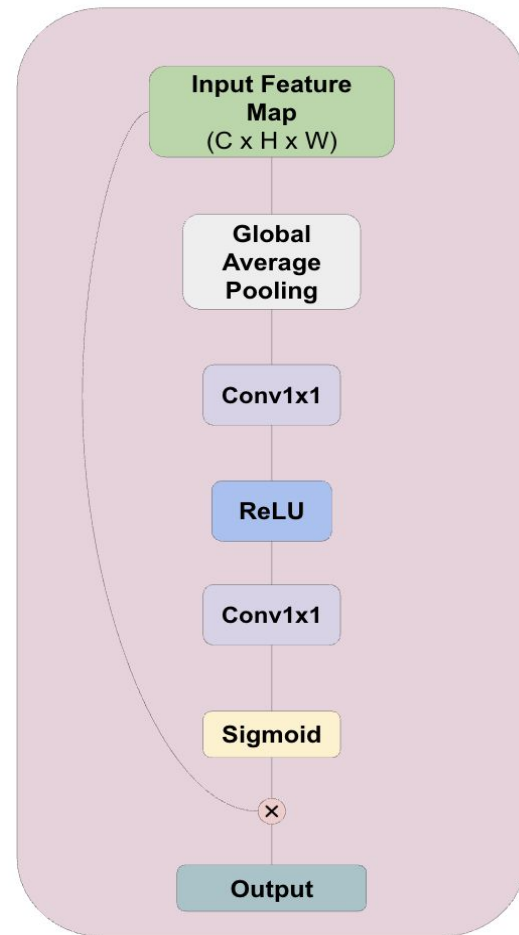 Input Feature
Map
(C x H x W)
Global
Average
Pooling
Conv1x1
ReLU
Conv1x1
Sigmoid
×
Output